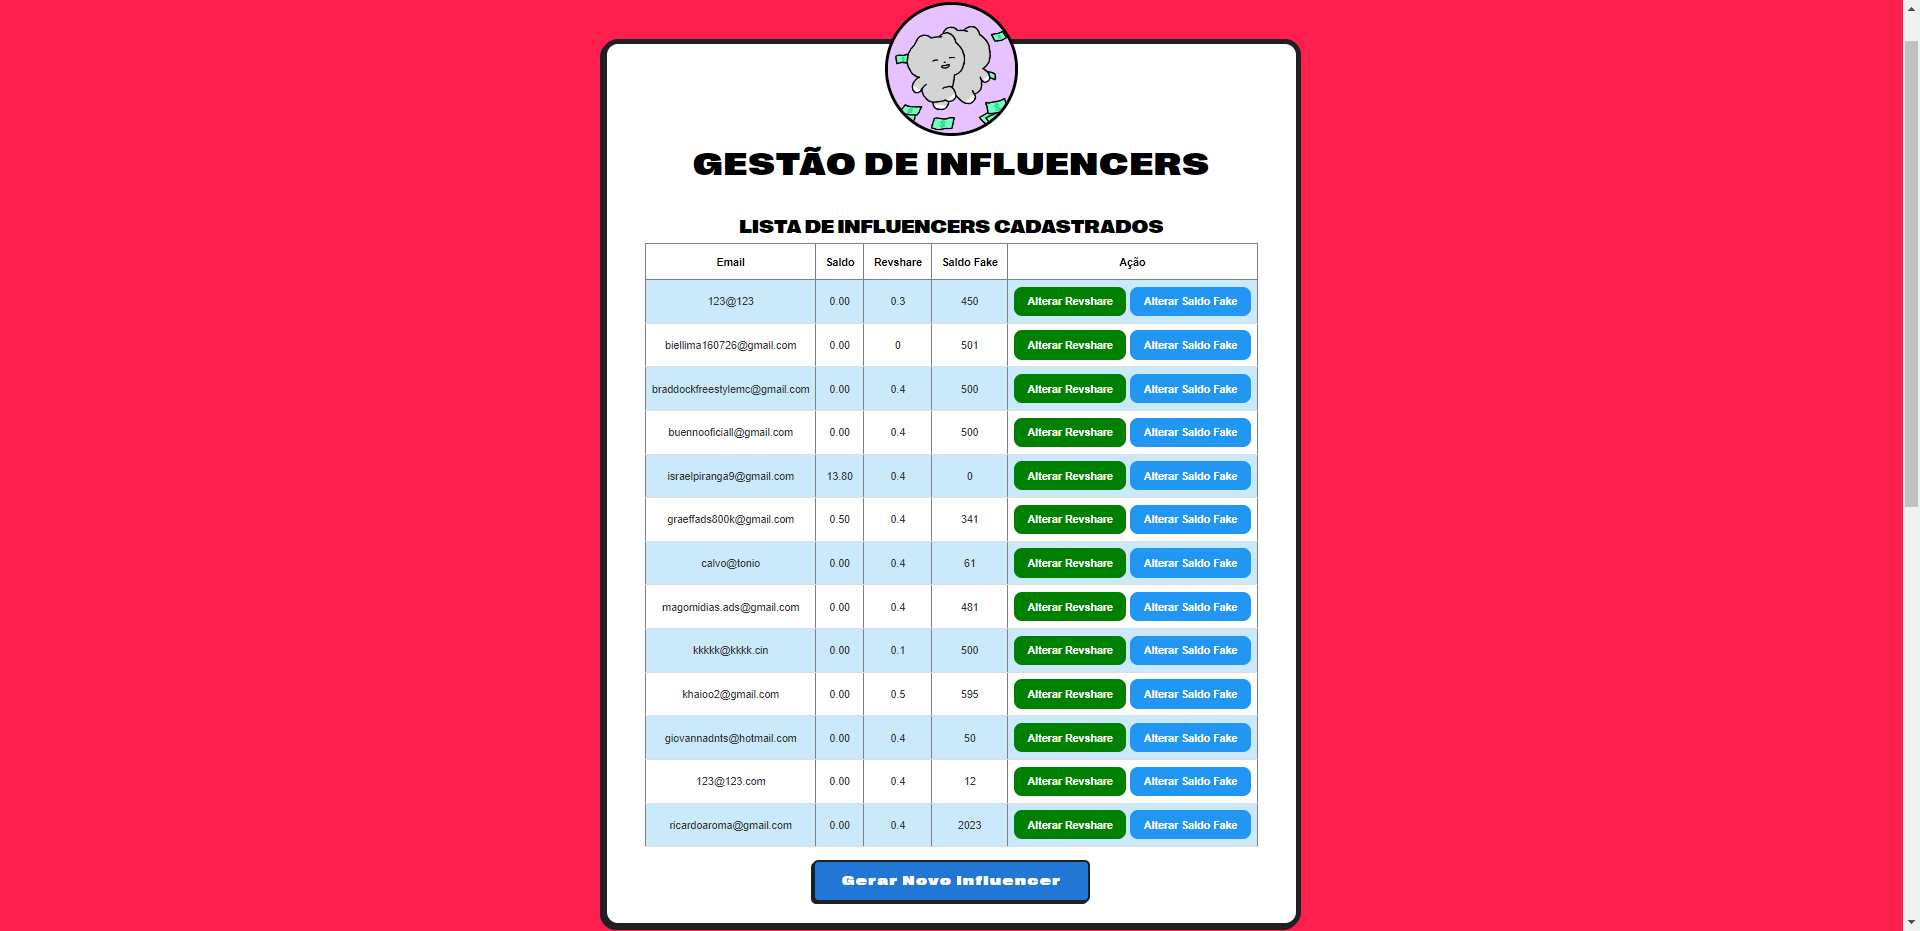 GESTÃO DE INFLUENCERS
LISTA DE INFLUENCERS CADASTRADOS
Email Saldo Revshare Saldo Fake Ação
123@123 0.00 0.3 450 Alterar Revshare Alterar Saldo Fake
biellima160726@gmail.com 0.00 0 501 Alterar Revshare Alterar Saldo Fake
braddockfreestylemc@gmail.com 0.00 0.4 500 Alterar Revshare Alterar Saldo Fake
buennooficiall@gmail.com 0.00 0.4 500 Alterar Revshare Alterar Saldo Fake
israelpiranga9@gmail.com 13.80 0.4 0 Alterar Revshare Alterar Saldo Fake
graeffads800k@gmail.com 0.50 0.4 341 Alterar Revshare Alterar Saldo Fake
calvo@tonio 0.00 0.4 61 Alterar Revshare Alterar Saldo Fake
magomidias.ads@gmail.com 0.00 0.4 481 Alterar Revshare Alterar Saldo Fake
kkkkk@kkkk.cin 0.00 0.1 500 Alterar Revshare Alterar Saldo Fake
khaioo2@gmail.com 0.00 0.5 595 Alterar Revshare Alterar Saldo Fake
giovannadnts@hotmail.com 0.00 0.4 50 Alterar Revshare Alterar Saldo Fake
123@123.com 0.00 0.4 12 Alterar Revshare Alterar Saldo Fake
ricardoaroma@gmail.com 0.00 0.4 2023 Alterar Revshare Alterar Saldo Fake
Gerar Novo Influencer